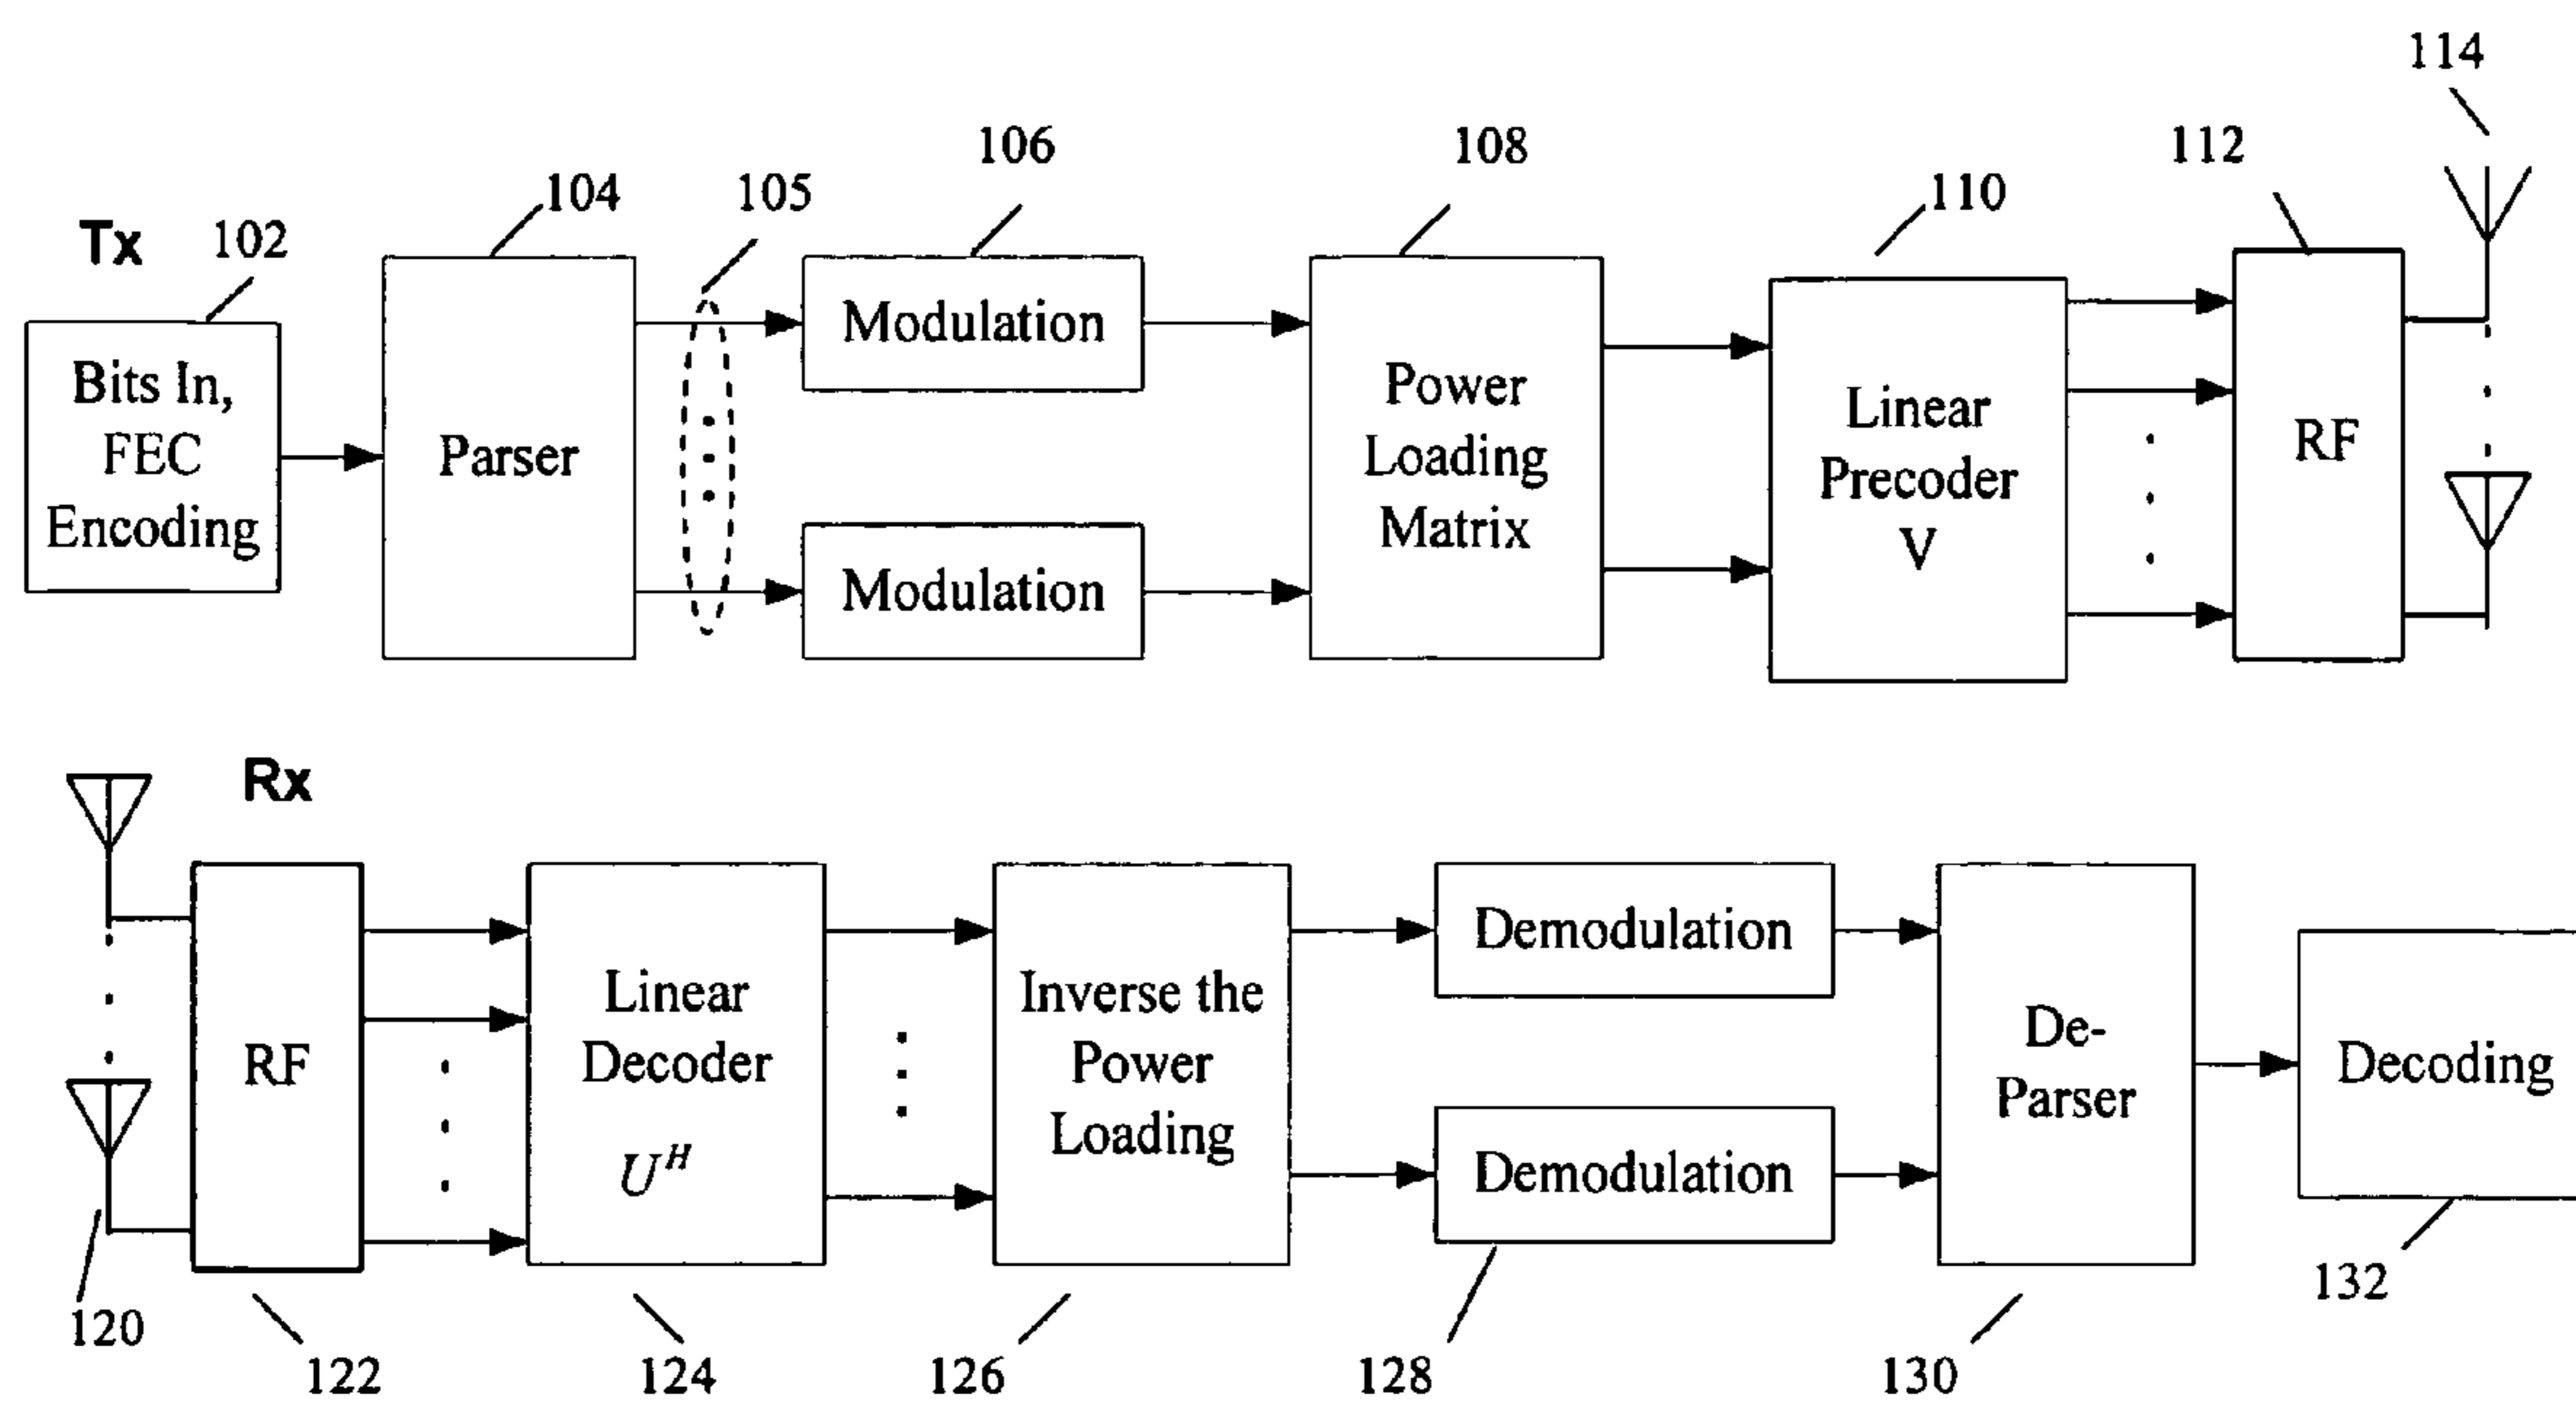 114
106
108
112
104
105
110
Tx
102
Bits In,
FEC
Encoding
Parser
Modulation
Modulation
Power
Loading
Matrix
Linear
Precoder
V
RF
Rx
RF
Linear
Decoder
U^H
Inverse the
Power
Loading
Demodulation
Demodulation
De-
Parser
Decoding
120
122
124
126
128
130
132